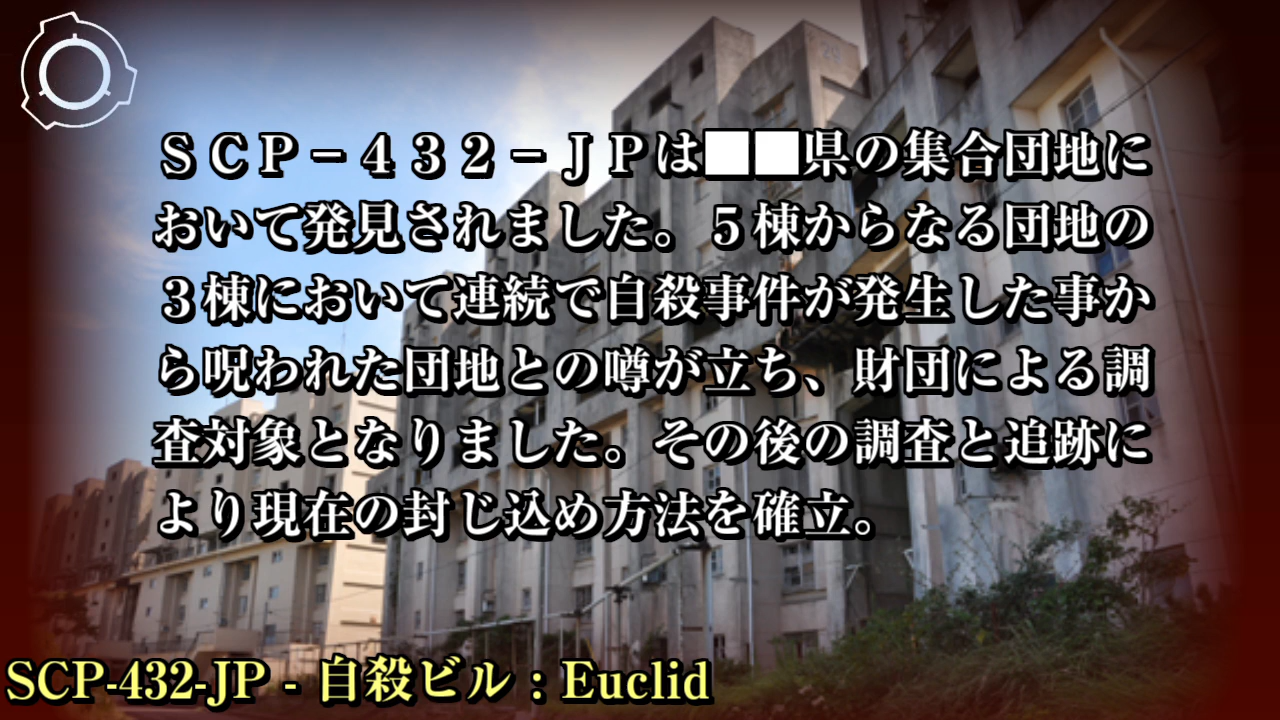 ＳＣＰ－４３２－ＪＰは██県の集合団地に
おいて発見されました。５棟からなる団地の
３棟において連続で自殺事件が発生した事か
ら呪われた団地との噂が立ち、財団による調
査対象となりました。その後の調査と追跡に
より現在の封じ込め方法を確立。
SCP-432-JP - 自殺ビル：Euclid